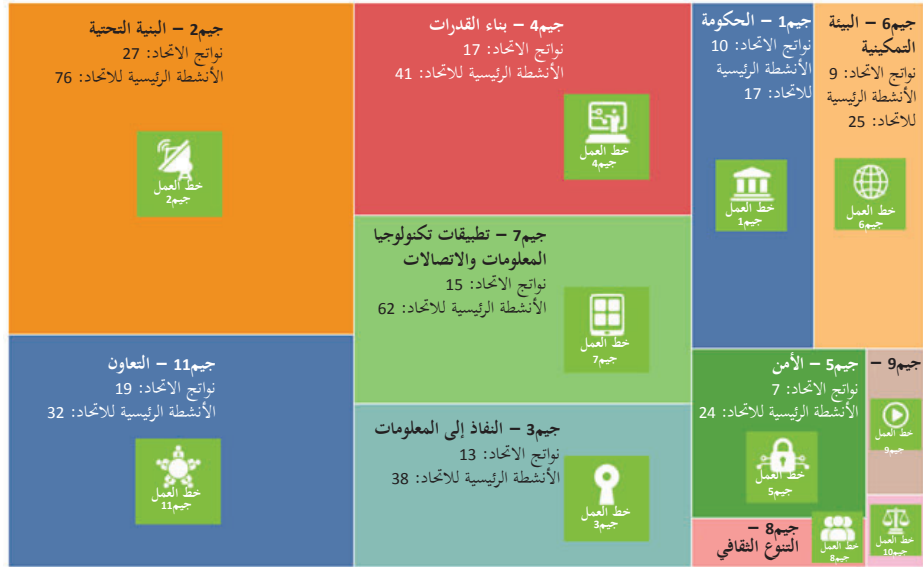 جيم2 – البنية التحتية
نواتج الاتحاد: 27
الأنشطة الرئيسية للاتحاد: 76
خط العمل
جيم2
جيم4 – بناء القدرات
نواتج الاتحاد: 17
الأنشطة الرئيسية للاتحاد: 41
خط العمل
جيم4
جيم1 – الحكومة
نواتج الاتحاد: 10
الأنشطة الرئيسية
للاتحاد: 17
خط العمل
جيم1
جيم6 – البيئة
التمكينية
نواتج الاتحاد: 9
الأنشطة الرئيسية
للاتحاد: 25
خط العمل
جيم6
جيم7 – تطبيقات تكنولوجيا
المعلومات والاتصالات
نواتج الاتحاد: 15
الأنشطة الرئيسية للاتحاد: 62
خط العمل
جيم7
جيم11 – التعاون
نواتج الاتحاد: 19
الأنشطة الرئيسية للاتحاد: 32
خط العمل
جيم11
جيم3 – النفاذ إلى المعلومات
نواتج الاتحاد: 13
الأنشطة الرئيسية للاتحاد: 38
خط العمل
جيم3
جيم5 – الأمن
نواتج الاتحاد: 7
الأنشطة الرئيسية للاتحاد: 24
خط العمل
جيم5
جيم9 –
خط العمل
جيم9
جيم8 –
التنوع الثقافي
خط العمل
جيم8
خط العمل
جيم10